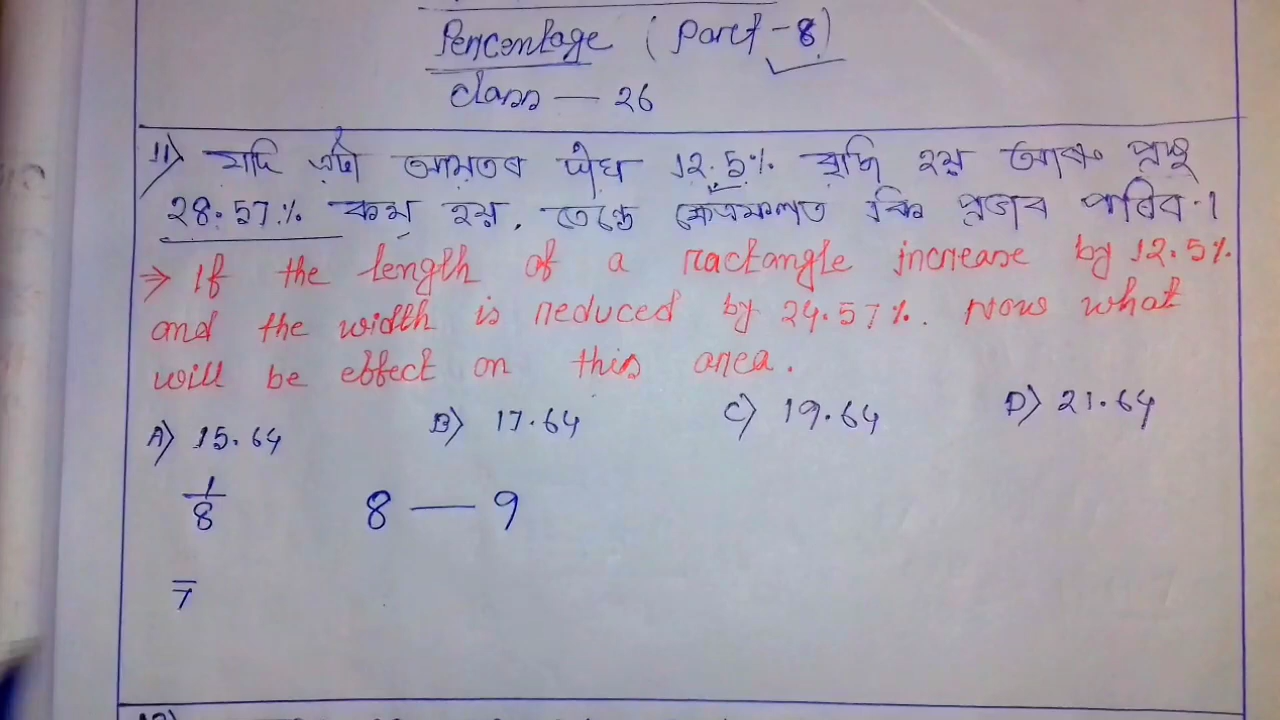 Percentage (Part-8)
Class — 26
11) যদি এটা আয়তৰ দৈৰ্ঘ 12.5% বৃদ্ধি হয় আৰু প্ৰস্থ
28.57% কম হয়, তেন্তে ক্ষেত্ৰফলত কি প্ৰভাৱ পৰিব।
⇒ If the length of a ractangle increase by 12.5%
and the width is reduced by 24.57%. Now what
will be effect on this area.
A) 15.64 B) 17.64 C) 19.64 D) 21.64
1/8 8 — 9
7